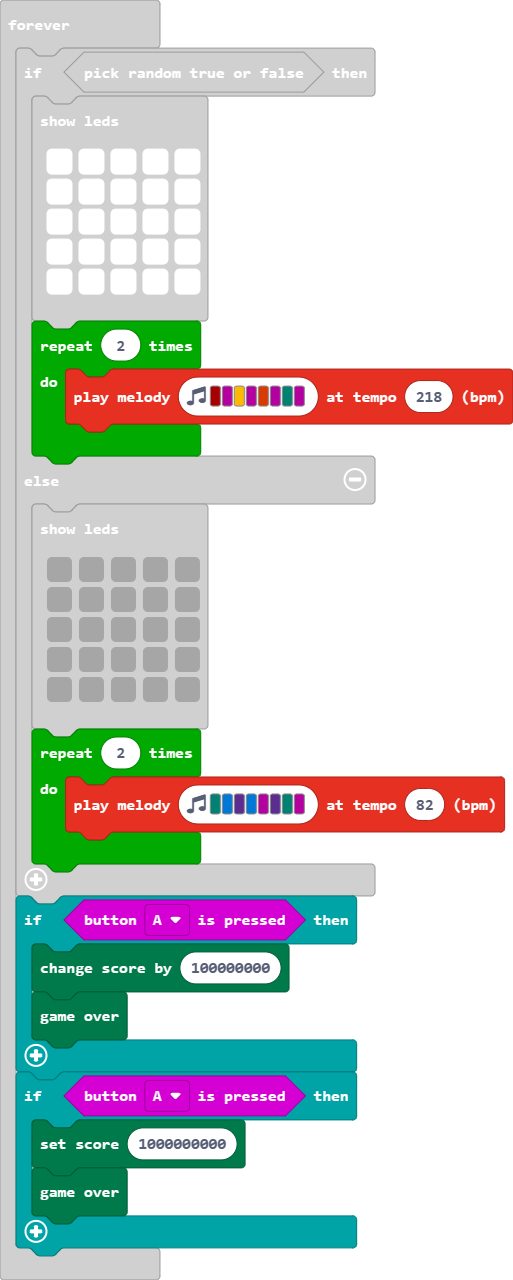 forever
if pick random true or false then
show leds
repeat 2 times
do
play melody at tempo 218 (bpm)
else
show leds
repeat 2 times
do
play melody at tempo 82 (bpm)
if button A is pressed then
change score by 100000000
game over
if button A is pressed then
set score 1000000000
game over